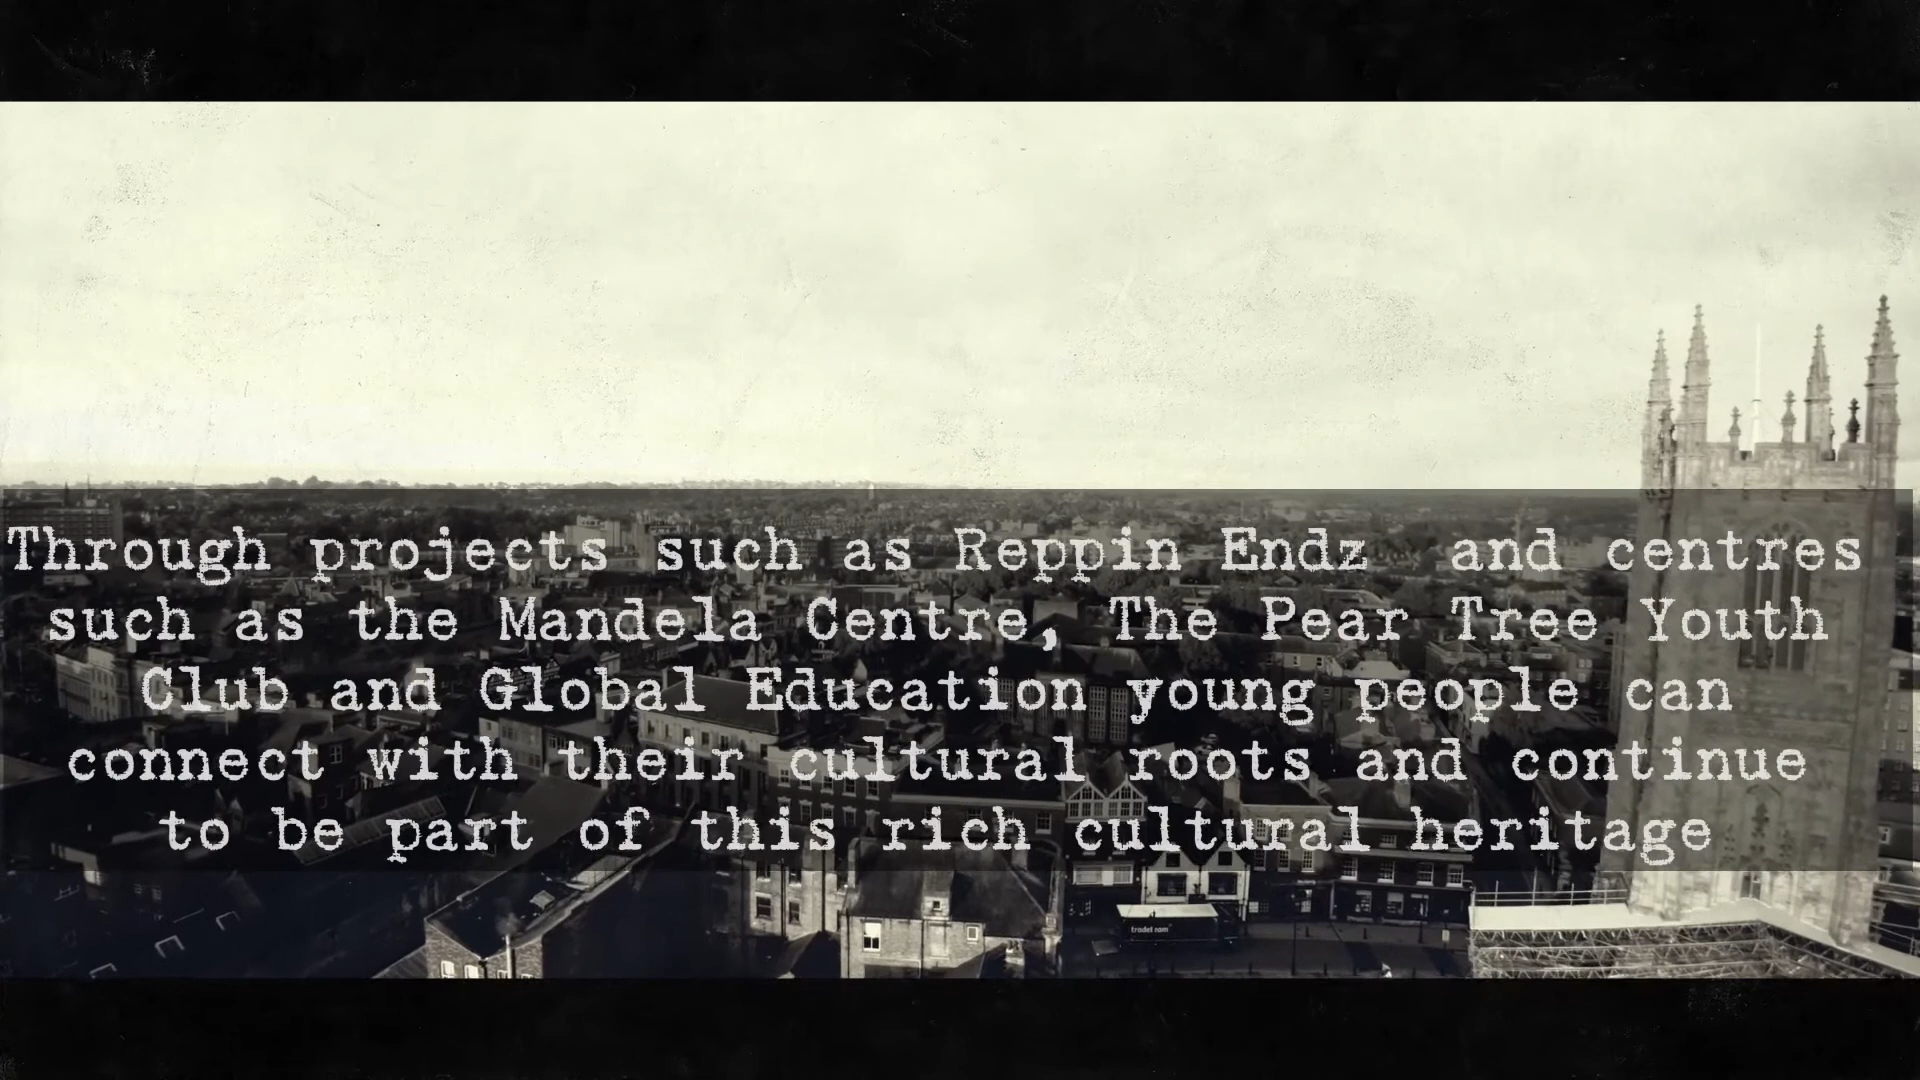 Through projects such as Reppin Endz  and centres
such as the Mandela Centre, The Pear Tree Youth
Club and Global Education young people can
connect with their cultural roots and continue
to be part of this rich cultural heritage